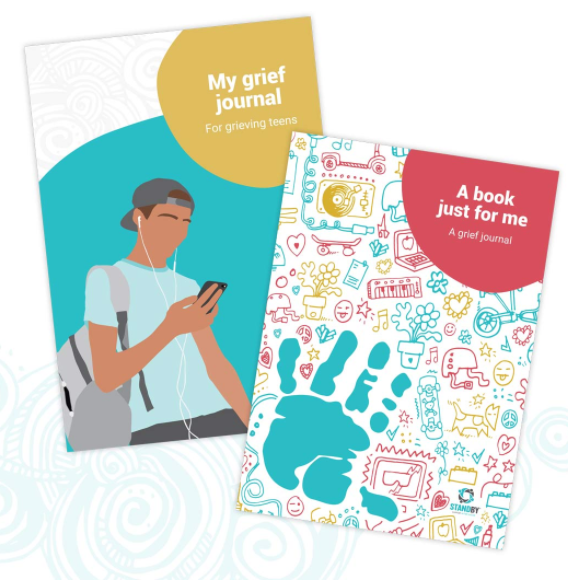 My grief
journal
For grieving teens
A book
just for me
A grief journal
STANDBY